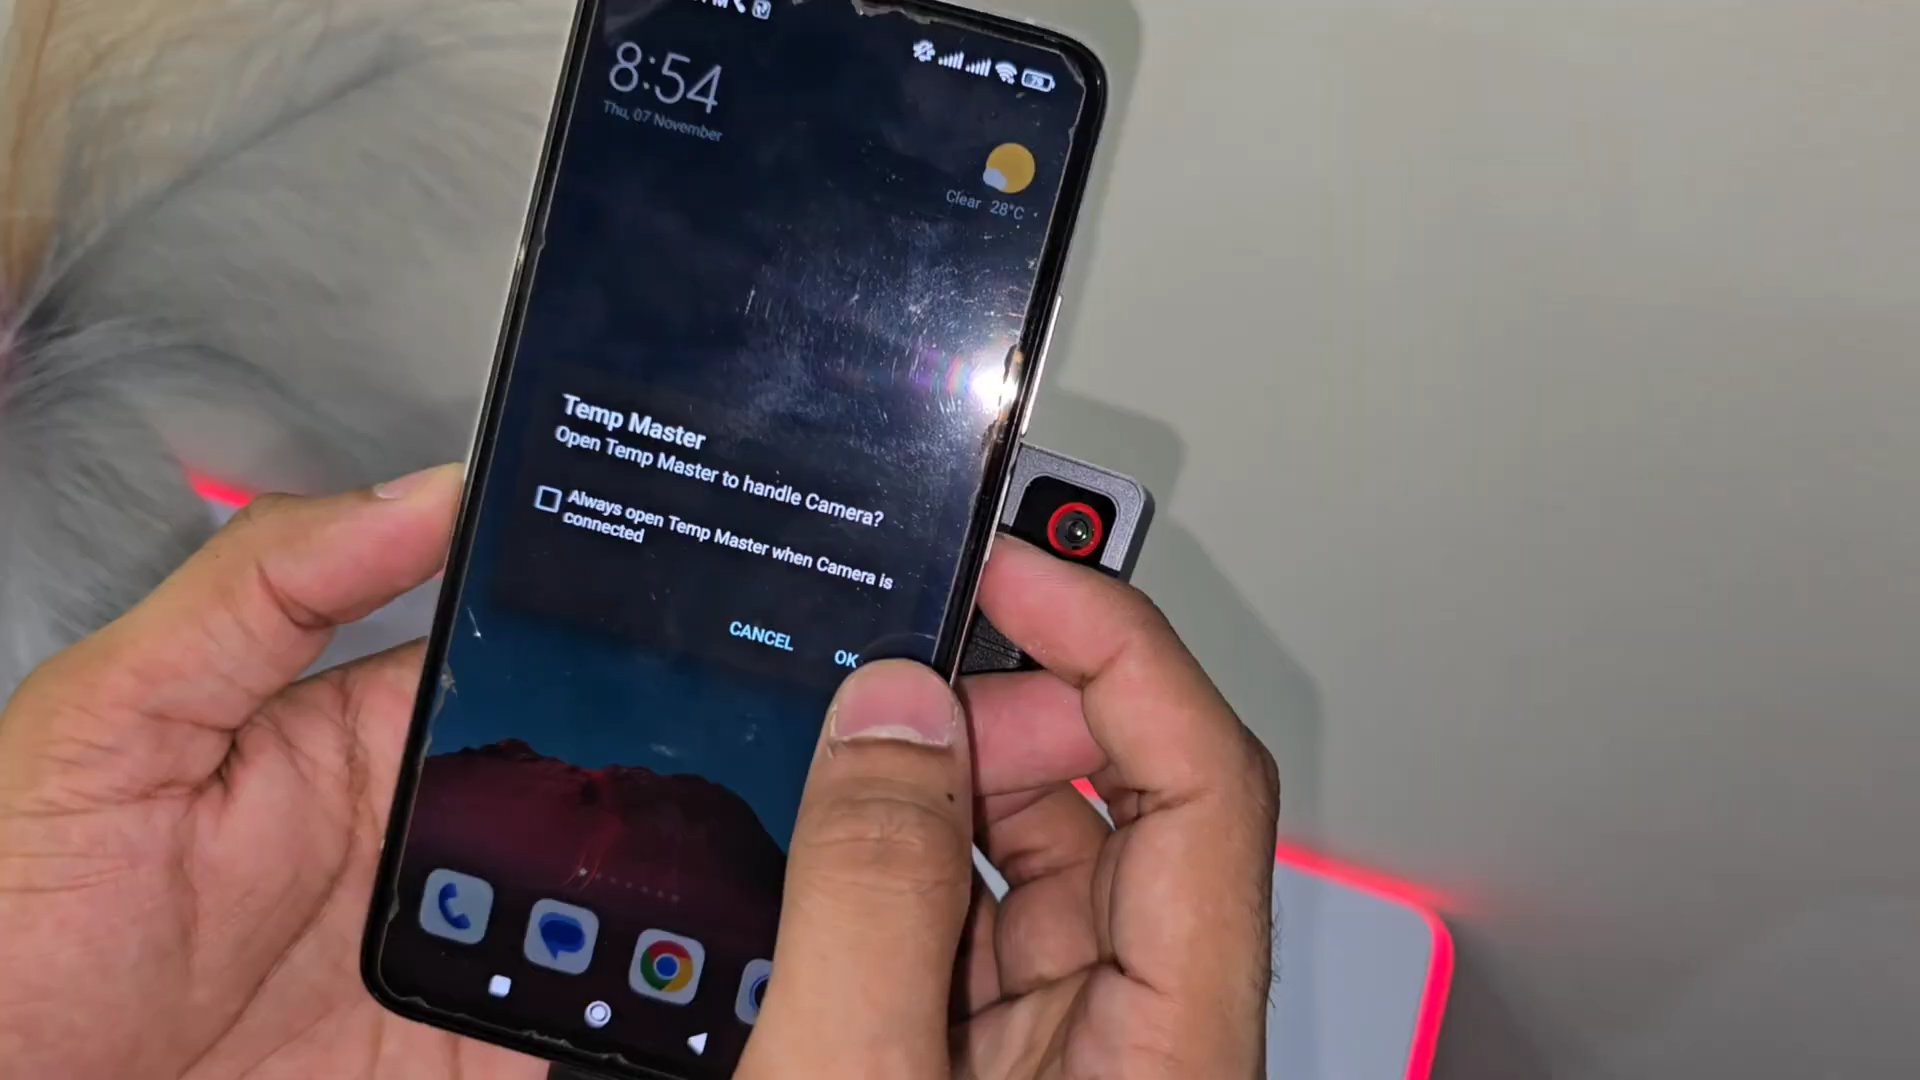 8:54
Thu, 07 November
Clear 28°C
Temp Master
Open Temp Master to handle Camera?
Always open Temp Master when Camera is
connected
CANCEL
OK